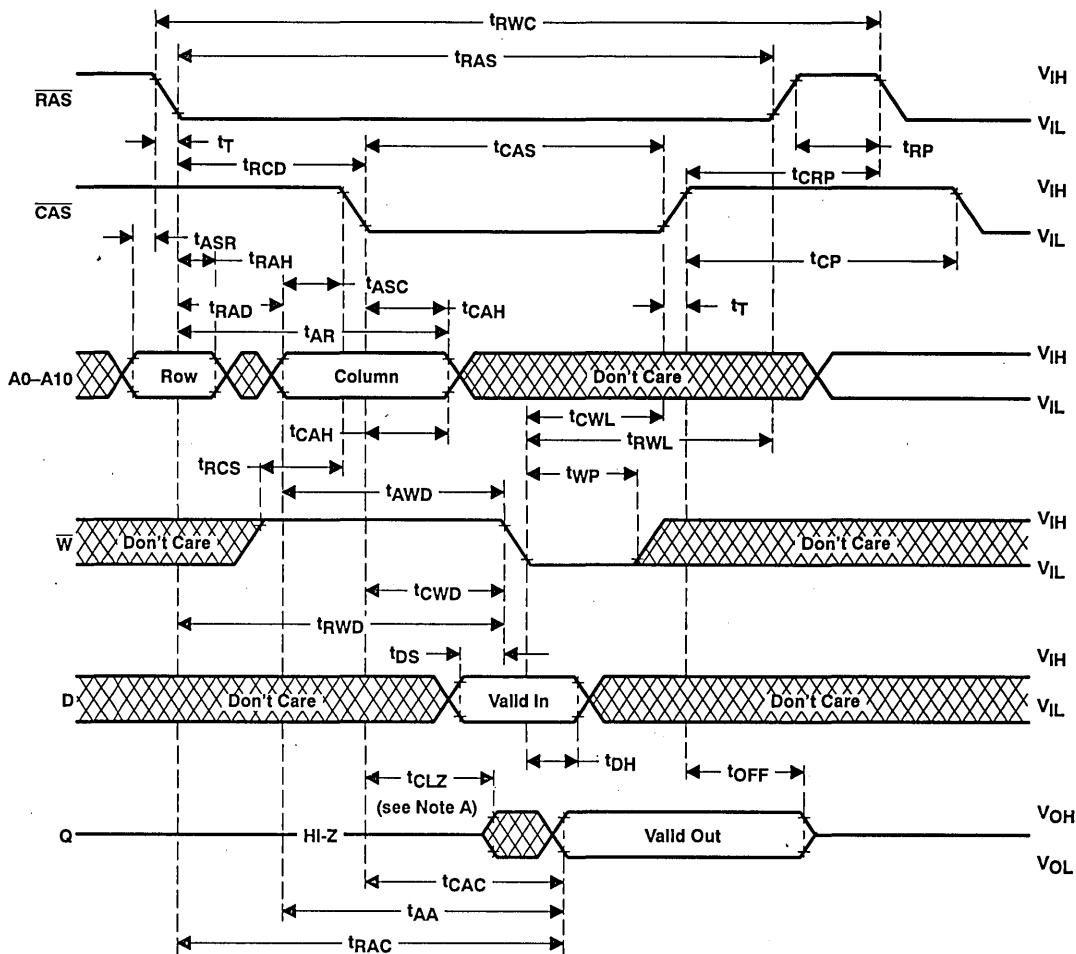 tRWC
tRAS
VIH
RAS
VIL
tT
tCAS
tRP
tRCD
tCRP
VIH
CAS
VIL
tASR
tCP
tRAH
tASC
tRAD
tCAH
tT
tAR
VIH
A0–A10 Row Column Don't Care
VIL
tCWL
tCAH
tRWL
tRCS
tWP
tAWD
VIH
W Don't Care Don't Care
VIL
tCWD
tRWD
tDS
VIH
D Don't Care Valid In Don't Care VIL
tDH
tCLZ tOFF
(see Note A)
VOH
Q HI-Z Valid Out
VOL
tCAC
tAA
tRAC